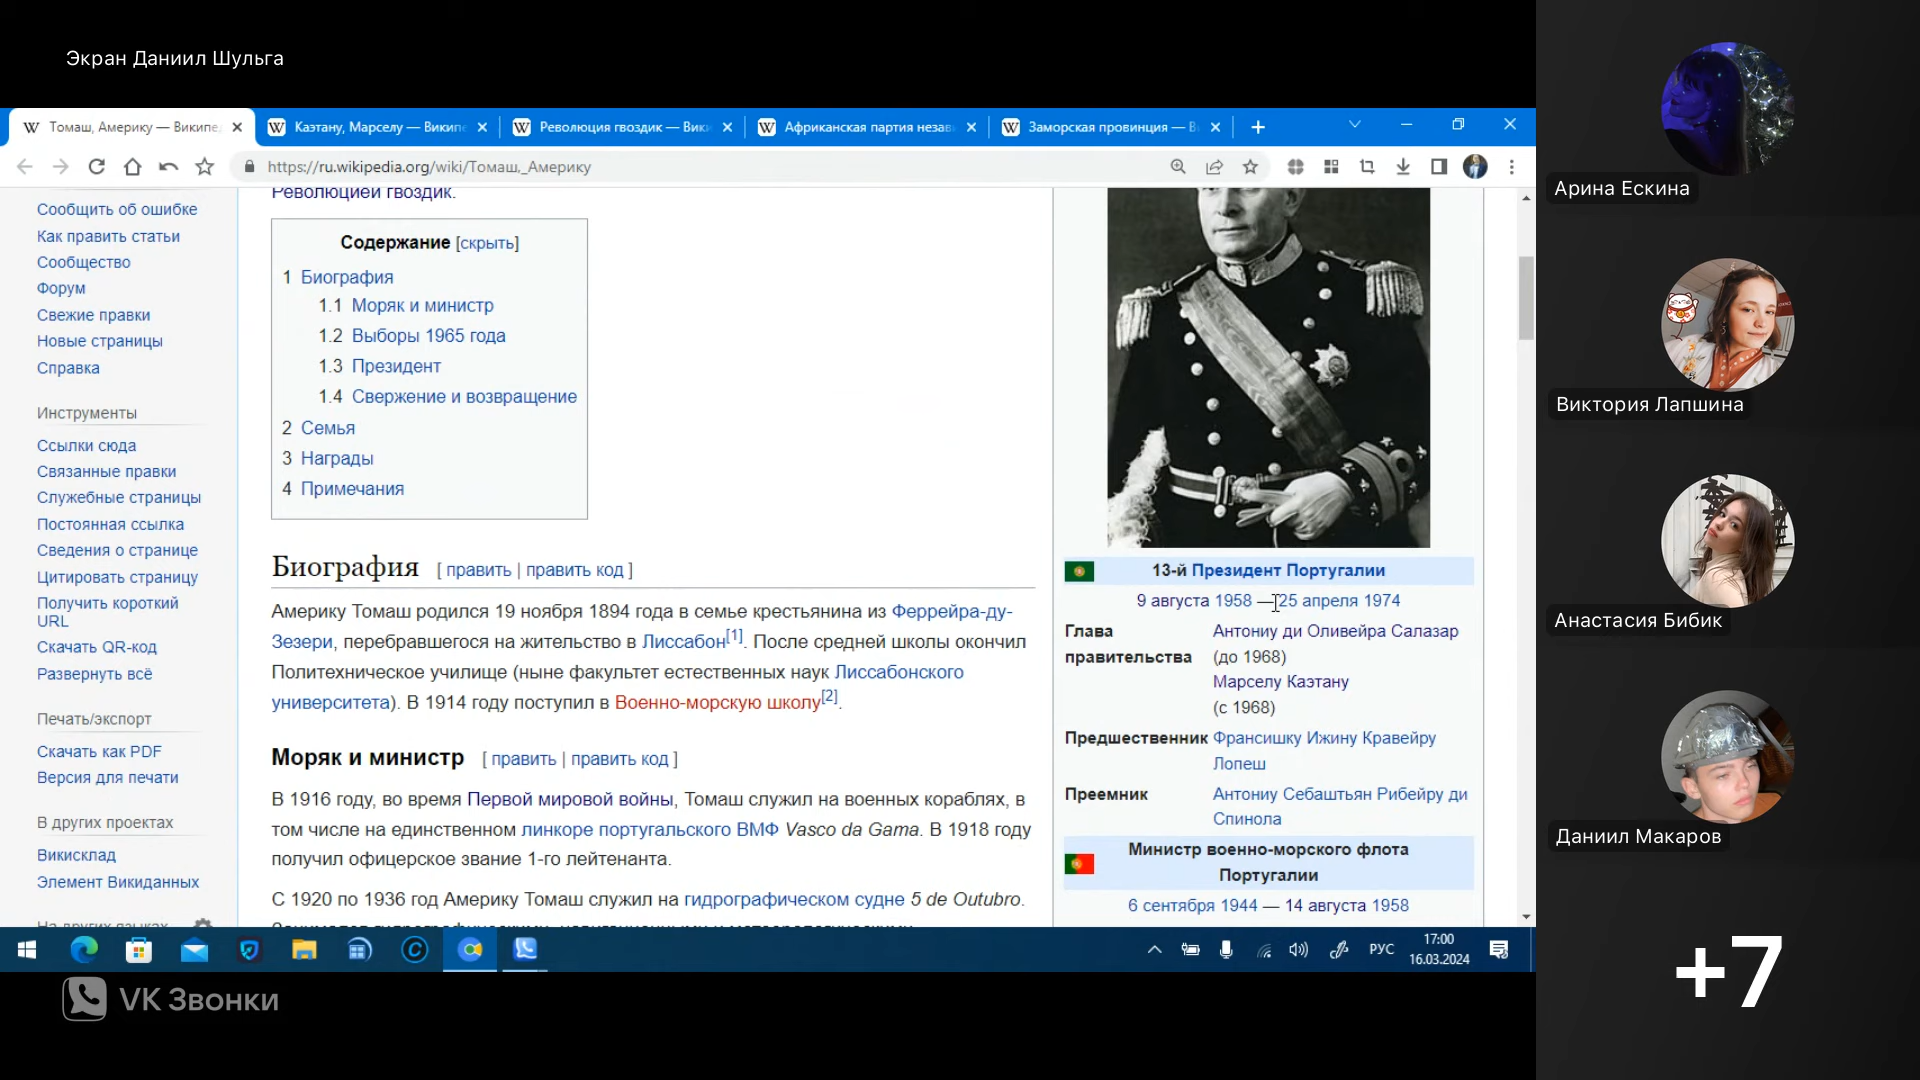 Экран Даниил Шульга
Томаш, Америку — Википе
Каэтану, Марселу — Википе
Революция гвоздик — Вики
Африканская партия незав
Заморская провинция — В
https://ru.wikipedia.org/wiki/Томаш,_Америку
Сообщить об ошибке
Как править статьи
Сообщество
Форум
Свежие правки
Новые страницы
Справка
Инструменты
Ссылки сюда
Связанные правки
Служебные страницы
Постоянная ссылка
Сведения о странице
Цитировать страницу
Получить короткий
URL
Скачать QR-код
Развернуть всё
Печать/экспорт
Скачать как PDF
Версия для печати
В других проектах
Викисклад
Элемент Викиданных
На других языках
Революцией гвоздик.
Содержание [скрыть]
1 Биография
1.1 Моряк и министр
1.2 Выборы 1965 года
1.3 Президент
1.4 Свержение и возвращение
2 Семья
3 Награды
4 Примечания
Биография [ править | править код ]
Америку Томаш родился 19 ноября 1894 года в семье крестьянина из Феррейра-ду-
Зезери, перебравшегося на жительство в Лиссабон[1]. После средней школы окончил
Политехническое училище (ныне факультет естественных наук Лиссабонского
университета). В 1914 году поступил в Военно-морскую школу[2].
Моряк и министр [ править | править код ]
В 1916 году, во время Первой мировой войны, Томаш служил на военных кораблях, в
том числе на единственном линкоре португальского ВМФ Vasco da Gama. В 1918 году
получил офицерское звание 1-го лейтенанта.
С 1920 по 1936 год Америку Томаш служил на гидрографическом судне 5 de Outubro.
13-й Президент Португалии
9 августа 1958 — 25 апреля 1974
Глава
правительства
Антониу ди Оливейра Салазар
(до 1968)
Марселу Каэтану
(с 1968)
Предшественник Франсишку Ижину Кравейру
Лопеш
Преемник Антониу Себаштьян Рибейру ди
Спинола
Министр военно-морского флота
Португалии
6 сентября 1944 — 14 августа 1958
РУС
17:00
16.03.2024
VK Звонки
Арина Ескина
Виктория Лапшина
Анастасия Бибик
Даниил Макаров
+7